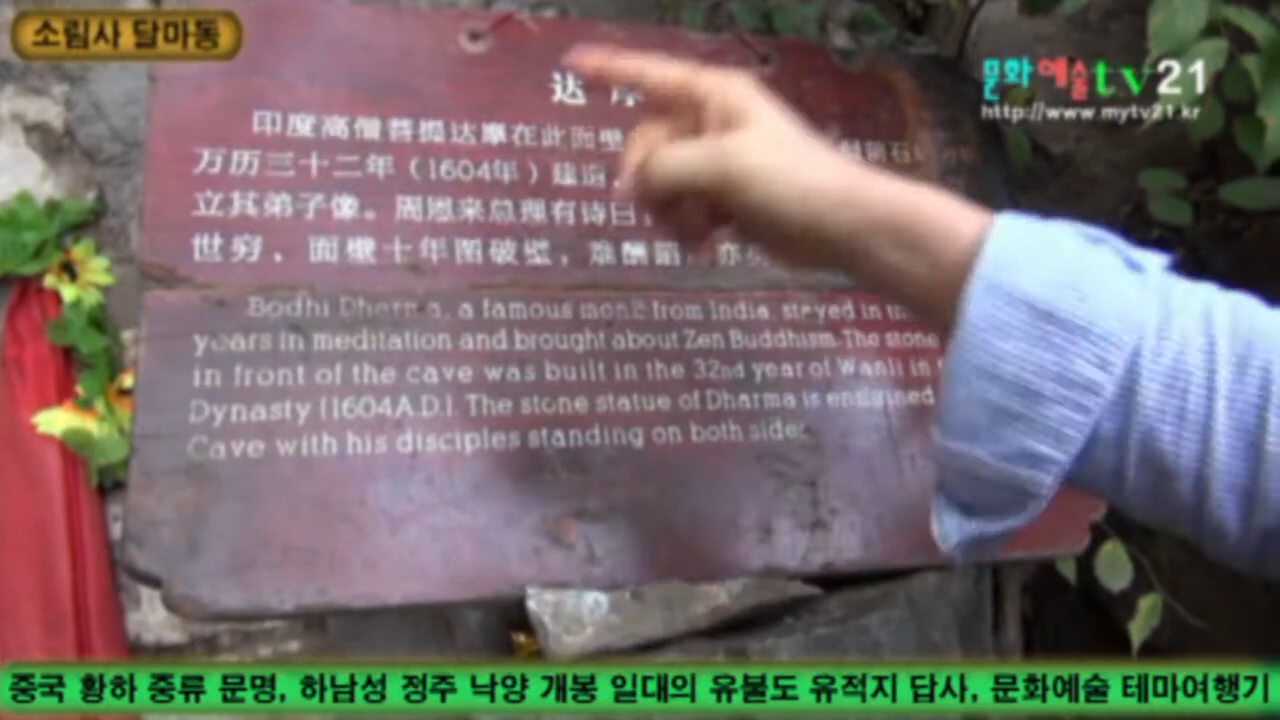 소림사 달마동
문화예술tv21
http://www.mytv21.kr
达
印度高僧菩提达摩在此面壁
万历三十二年（1604年）建造
立其弟子像。周恩来总理有诗曰
世穷，面壁十年图破壁，难酬蹈 亦
Bodhi Dharma, a famous monk from India, stayed in
years in meditation and brought about Zen Buddhism. The stone
in front of the cave was built in the 32nd year of Wanli in
Dynasty (1604A.D.). The stone statue of Dharma is enshrined
Cave with his disciples standing on both sides
중국 황하 중류 문명, 하남성 정주 낙양 개봉 일대의 유불도 유적지 답사, 문화예술 테마여행기